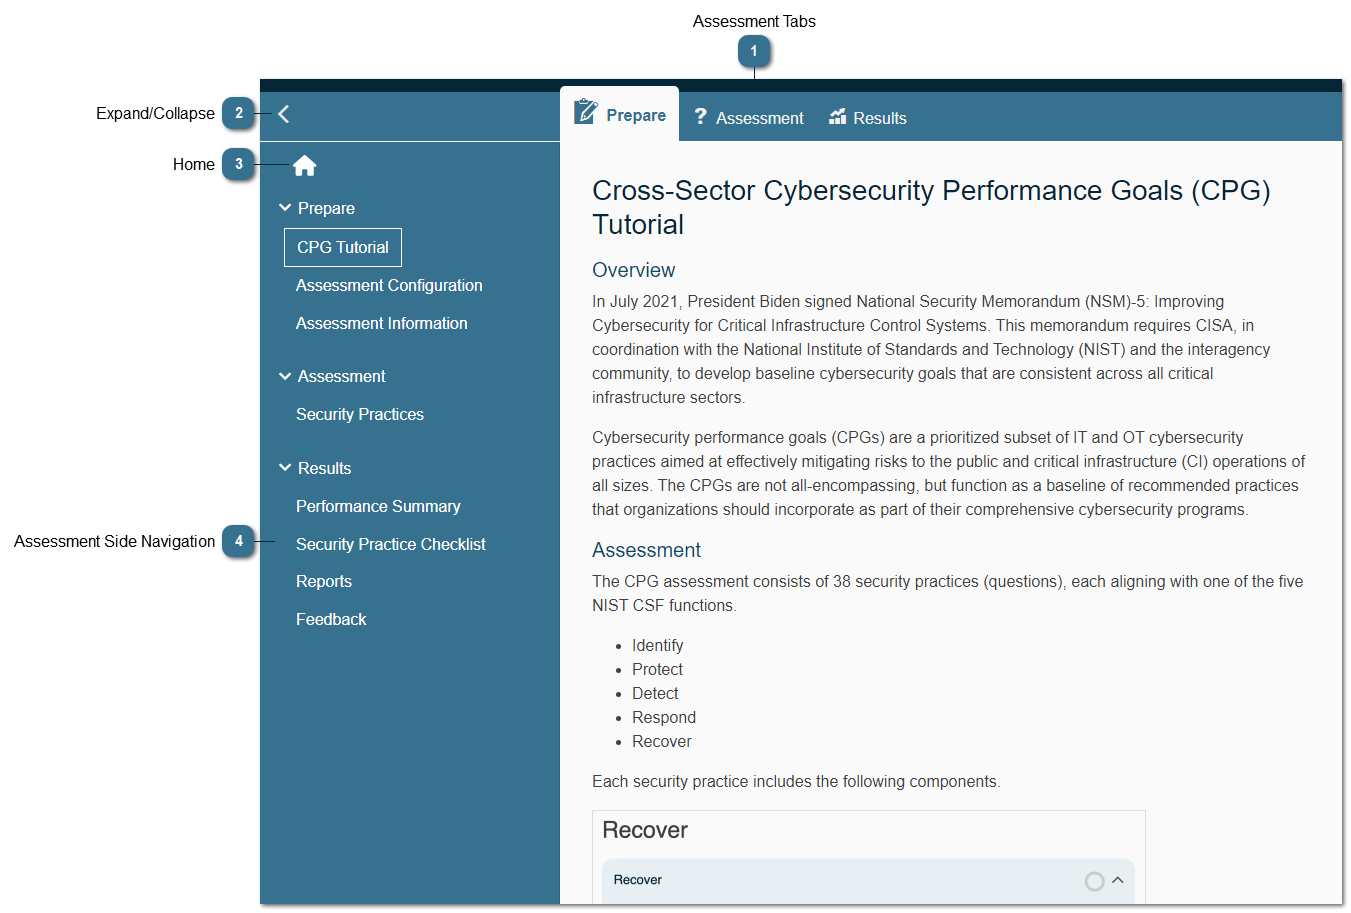 Assessment Tabs
1
Expand/Collapse 2
Home 3
Assessment Side Navigation 4
Prepare
Assessment
Results
Prepare
CPG Tutorial
Assessment Configuration
Assessment Information
Assessment
Security Practices
Results
Performance Summary
Security Practice Checklist
Reports
Feedback
Cross-Sector Cybersecurity Performance Goals (CPG)
Tutorial
Overview
In July 2021, President Biden signed National Security Memorandum (NSM)-5: Improving
Cybersecurity for Critical Infrastructure Control Systems. This memorandum requires CISA, in
coordination with the National Institute of Standards and Technology (NIST) and the interagency
community, to develop baseline cybersecurity goals that are consistent across all critical
infrastructure sectors.
Cybersecurity performance goals (CPGs) are a prioritized subset of IT and OT cybersecurity
practices aimed at effectively mitigating risks to the public and critical infrastructure (CI) operations of
all sizes. The CPGs are not all-encompassing, but function as a baseline of recommended practices
that organizations should incorporate as part of their comprehensive cybersecurity programs.
Assessment
The CPG assessment consists of 38 security practices (questions), each aligning with one of the five
NIST CSF functions.
• Identify
• Protect
• Detect
• Respond
• Recover
Each security practice includes the following components.
Recover
Recover